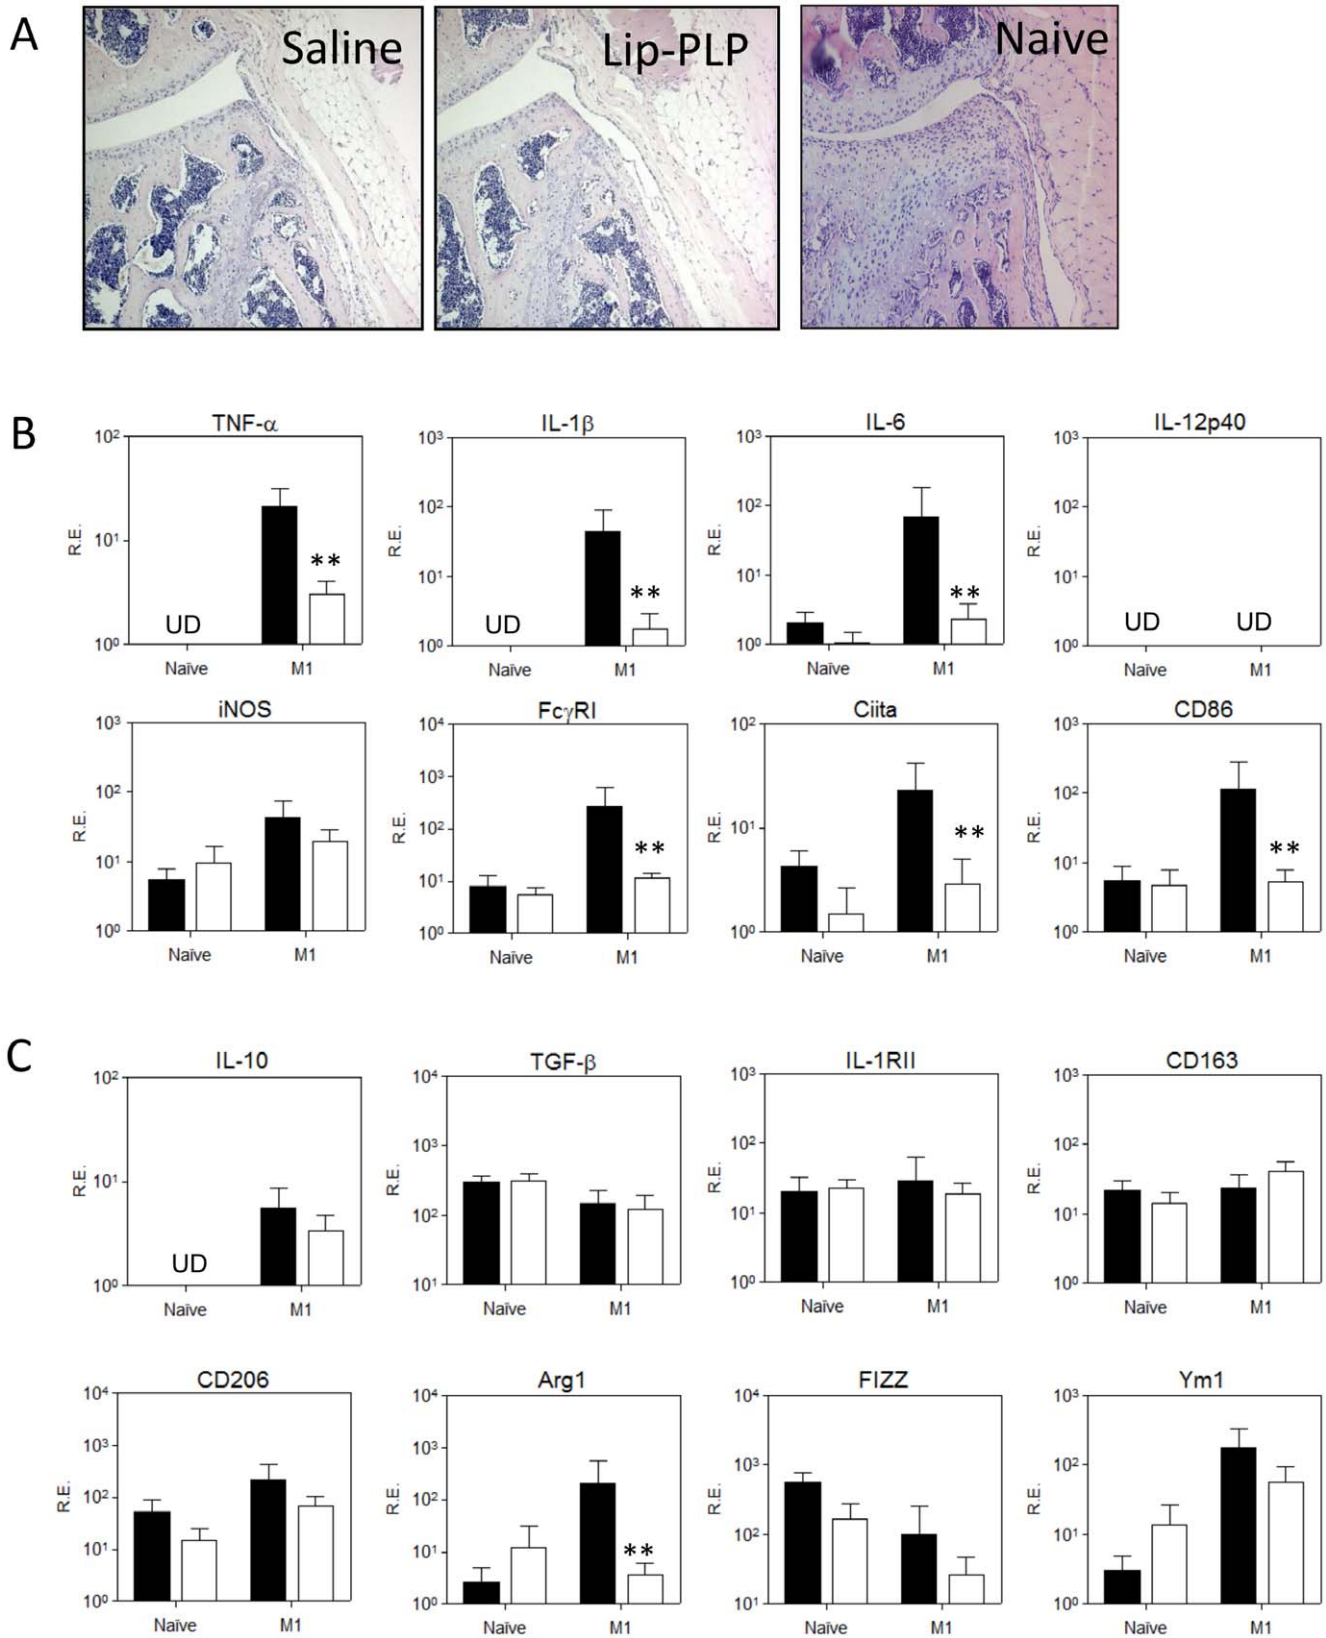 A
Saline
Lip-PLP
Naive
B
TNF-α IL-1β IL-6 IL-12p40
10² 10³ 10³ 10³
10² 10² 10²
R.E. R.E. R.E. R.E.
10¹ 10¹ 10¹ 10¹
** ** **
UD UD UD UD
10⁰ 10⁰ 10⁰ 10⁰
Naïve M1 Naïve M1 Naïve M1 Naïve M1
iNOS FcγRI Ciita CD86
10³ 10⁴ 10² 10³
10³
10² 10² 10²
R.E. R.E. R.E. R.E.
10¹ 10¹ 10¹ 10¹
** ** **
10⁰ 10⁰ 10⁰ 10⁰
Naïve M1 Naïve M1 Naïve M1 Naïve M1
C
IL-10 TGF-β IL-1RII CD163
10² 10⁴ 10³ 10³
10³ 10² 10²
R.E. R.E. R.E. R.E.
10¹ 10² 10¹ 10¹
UD
10⁰ 10¹ 10⁰ 10⁰
Naïve M1 Naïve M1 Naïve M1 Naïve M1
CD206 Arg1 FIZZ Ym1
10⁴ 10⁴ 10⁴ 10³
10³ 10³ 10³ 10²
R.E. R.E. R.E. R.E.
10² 10² 10² 10¹
10¹ 10¹
**
10⁰ 10⁰ 10¹ 10⁰
Naïve M1 Naïve M1 Naïve M1 Naïve M1